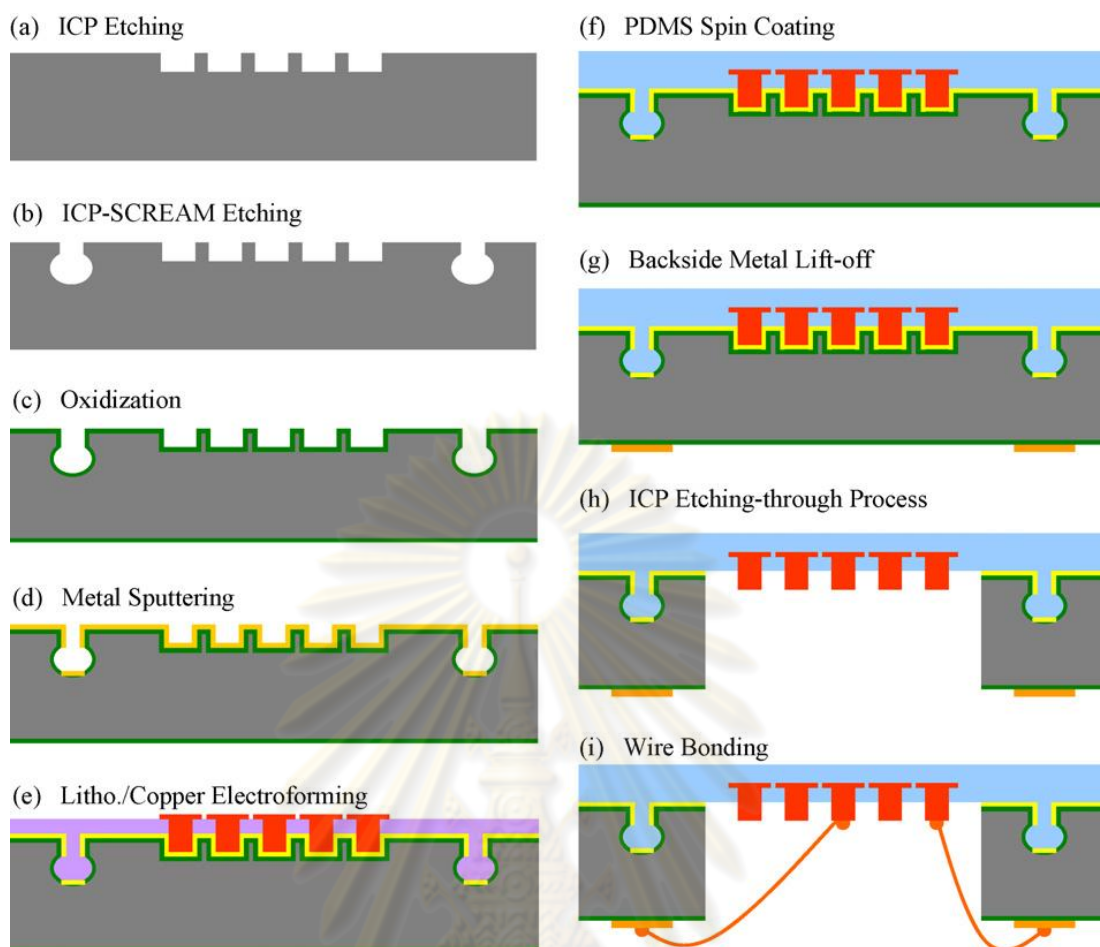 (a) ICP Etching
(b) ICP-SCREAM Etching
(c) Oxidization
(d) Metal Sputtering
(e) Litho./Copper Electroforming
(f) PDMS Spin Coating
(g) Backside Metal Lift-off
(h) ICP Etching-through Process
(i) Wire Bonding